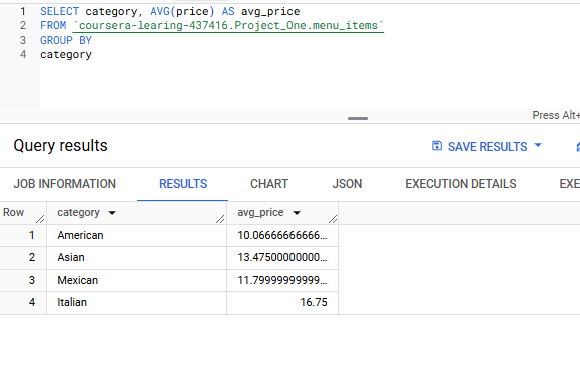 1 SELECT category, AVG(price) AS avg_price
2 FROM `coursera-learing-437416.Project_One.menu_items`
3 GROUP BY
4 category
Press Alt+
Query results
SAVE RESULTS
JOB INFORMATION RESULTS CHART JSON EXECUTION DETAILS EXE
Row category avg_price
1 American 10.06666666666...
2 Asian 13.47500000000...
3 Mexican 11.79999999999...
4 Italian 16.75